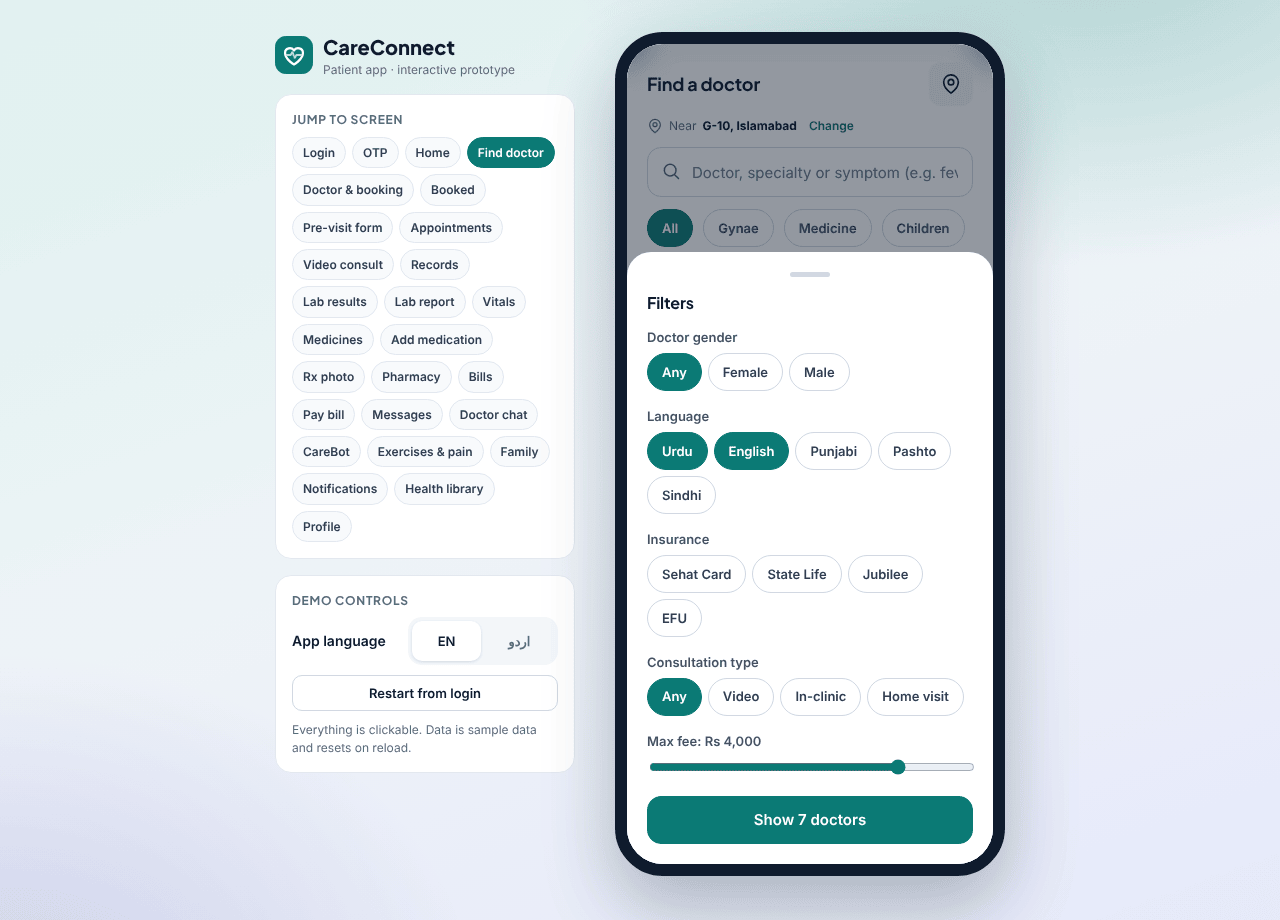 CareConnect
Patient app · interactive prototype
JUMP TO SCREEN
Login OTP Home Find doctor
Doctor & booking Booked
Pre-visit form Appointments
Video consult Records
Lab results Lab report Vitals
Medicines Add medication
Rx photo Pharmacy Bills
Pay bill Messages Doctor chat
CareBot Exercises & pain Family
Notifications Health library
Profile
DEMO CONTROLS
App language EN اردو
Restart from login
Everything is clickable. Data is sample data
and resets on reload.
Find a doctor
Near G-10, Islamabad Change
Doctor, specialty or symptom (e.g. fev
All Gynae Medicine Children
Filters
Doctor gender
Any Female Male
Language
Urdu English Punjabi Pashto
Sindhi
Insurance
Sehat Card State Life Jubilee
EFU
Consultation type
Any Video In-clinic Home visit
Max fee: Rs 4,000
Show 7 doctors